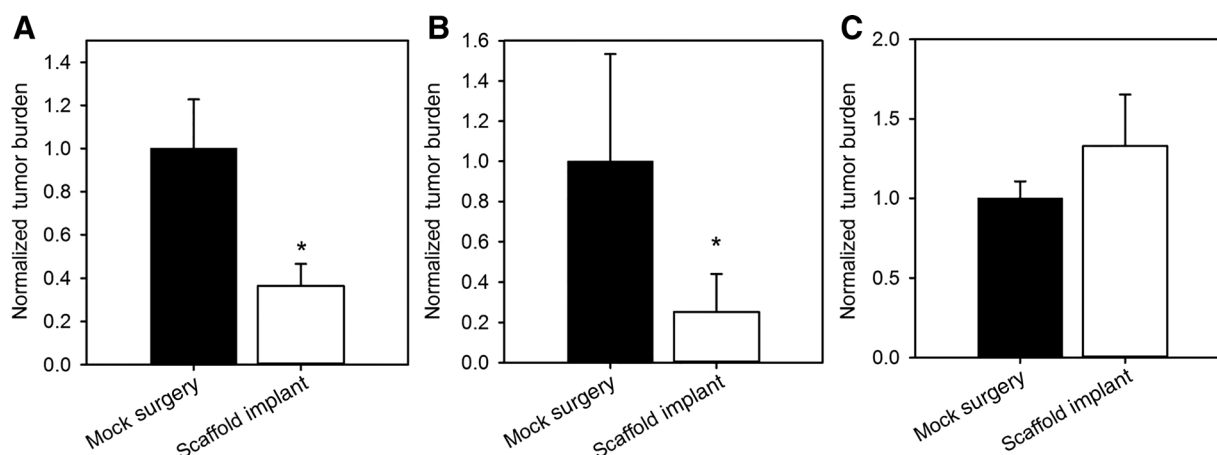 A
Normalized tumor burden
1.4
1.2
1.0
0.8
0.6
0.4
0.2
0.0
*
Mock surgery
Scaffold implant
B
Normalized tumor burden
1.6
1.4
1.2
1.0
0.8
0.6
0.4
0.2
0.0
*
Mock surgery
Scaffold implant
C
Normalized tumor burden
2.0
1.5
1.0
0.5
0.0
Mock surgery
Scaffold implant